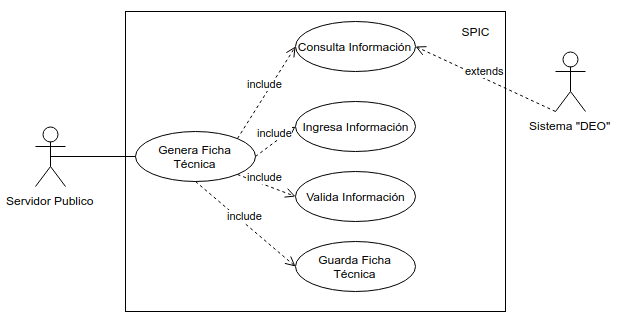 SPIC
Consulta Información
extends
include
Sistema "DEO"
Ingresa Información
include
Genera Ficha
Técnica
include
Valida Información
Servidor Publico
include
Guarda Ficha
Técnica